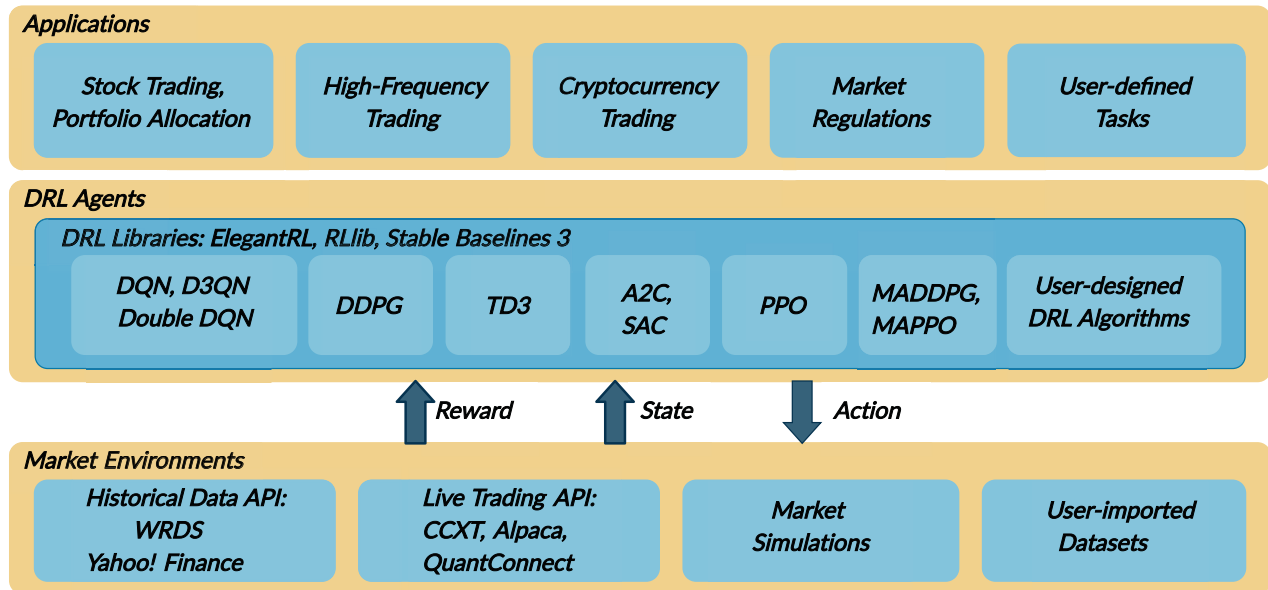 Applications
Stock Trading,
Portfolio Allocation
High-Frequency
Trading
Cryptocurrency
Trading
Market
Regulations
User-defined
Tasks
DRL Agents
DRL Libraries: ElegantRL, RLlib, Stable Baselines 3
DQN, D3QN
Double DQN
DDPG
TD3
A2C,
SAC
PPO
MADDPG,
MAPPO
User-designed
DRL Algorithms
Reward
State
Action
Market Environments
Historical Data API:
WRDS
Yahoo! Finance
Live Trading API:
CCXT, Alpaca,
QuantConnect
Market
Simulations
User-imported
Datasets